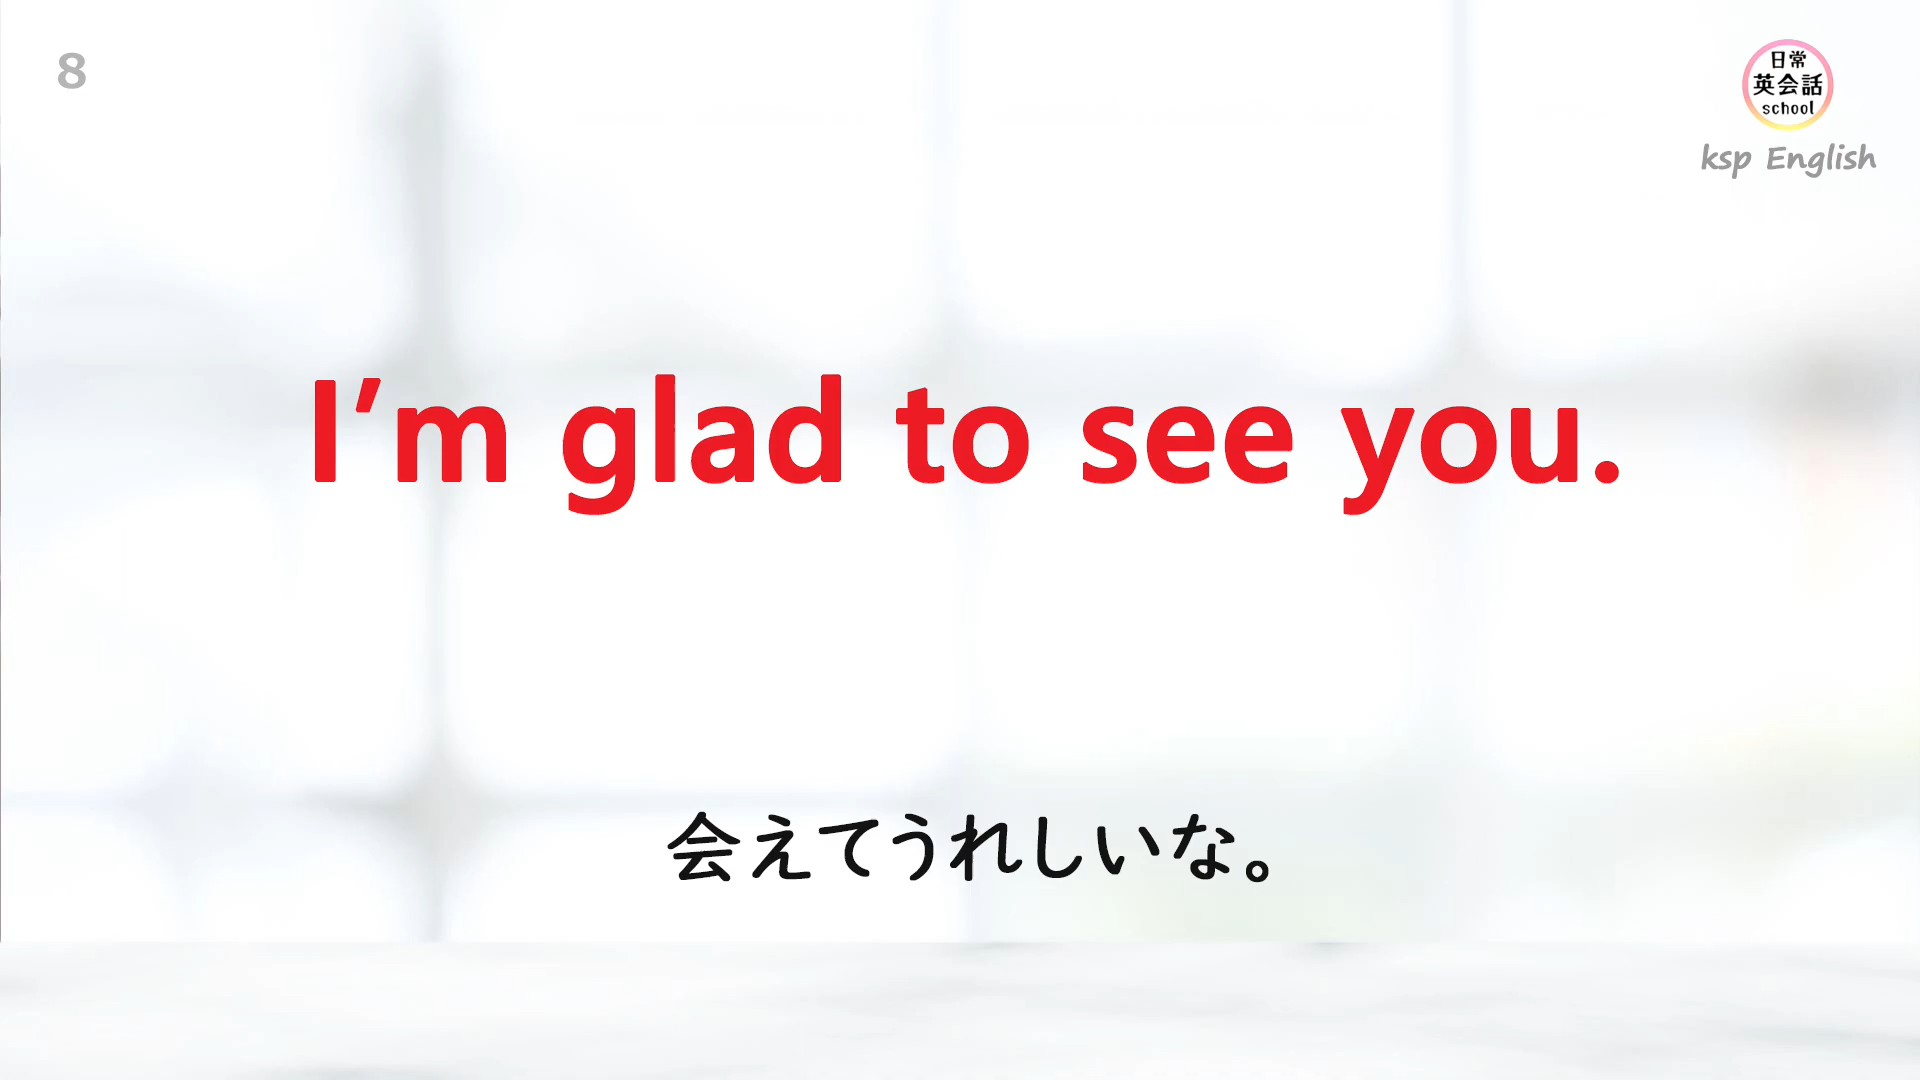 8
日常
英会話
school
ksp English
I’m glad to see you.
会えてうれしいな。